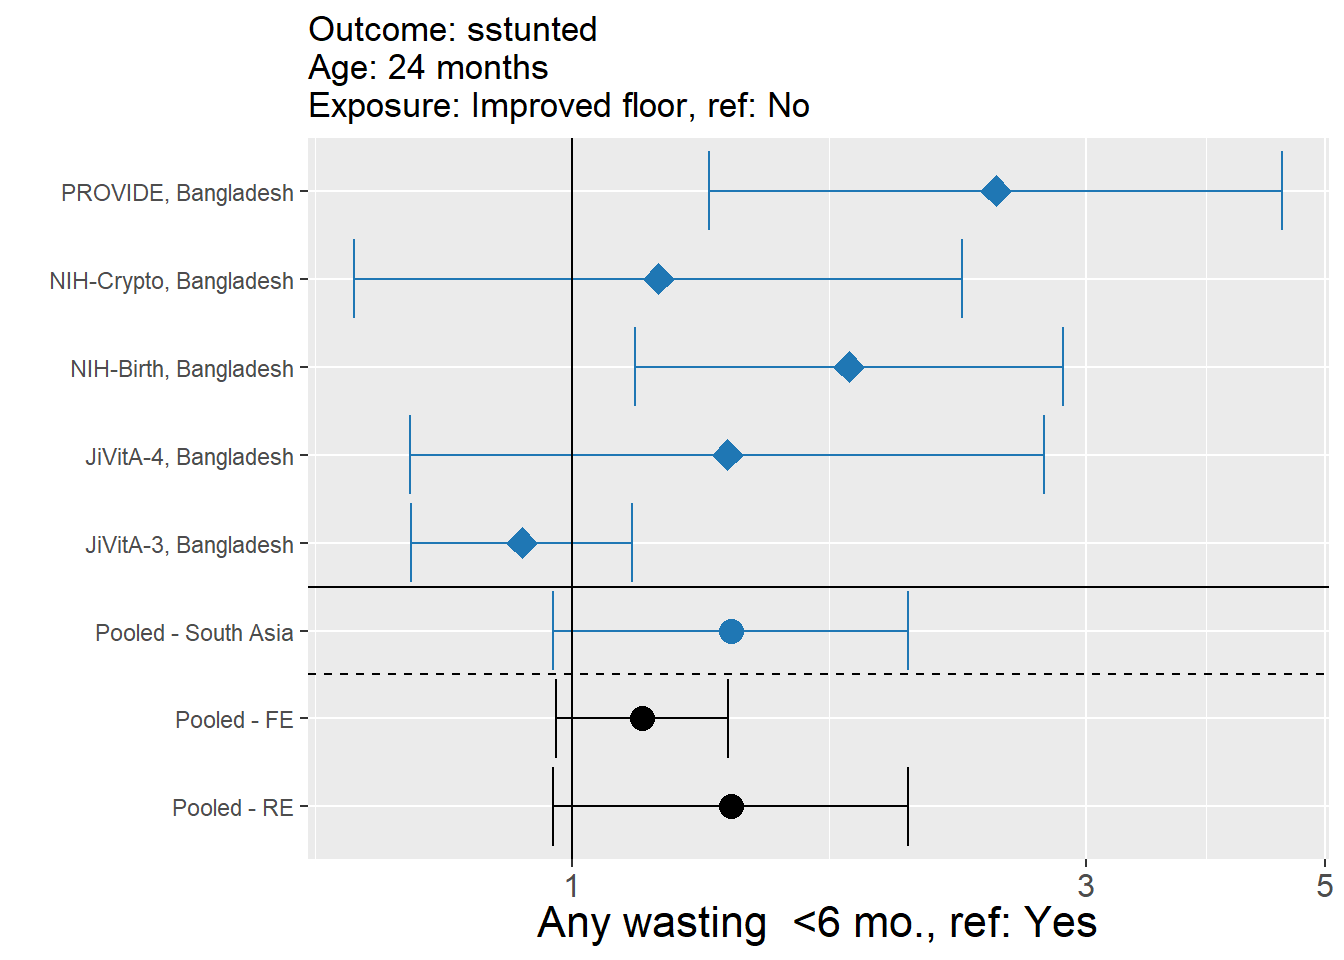 Outcome: sstunted
Age: 24 months
Exposure: Improved floor, ref: No
PROVIDE, Bangladesh
NIH-Crypto, Bangladesh
NIH-Birth, Bangladesh
JiVitA-4, Bangladesh
JiVitA-3, Bangladesh
Pooled - South Asia
Pooled - FE
Pooled - RE
1 3 5
Any wasting  <6 mo., ref: Yes